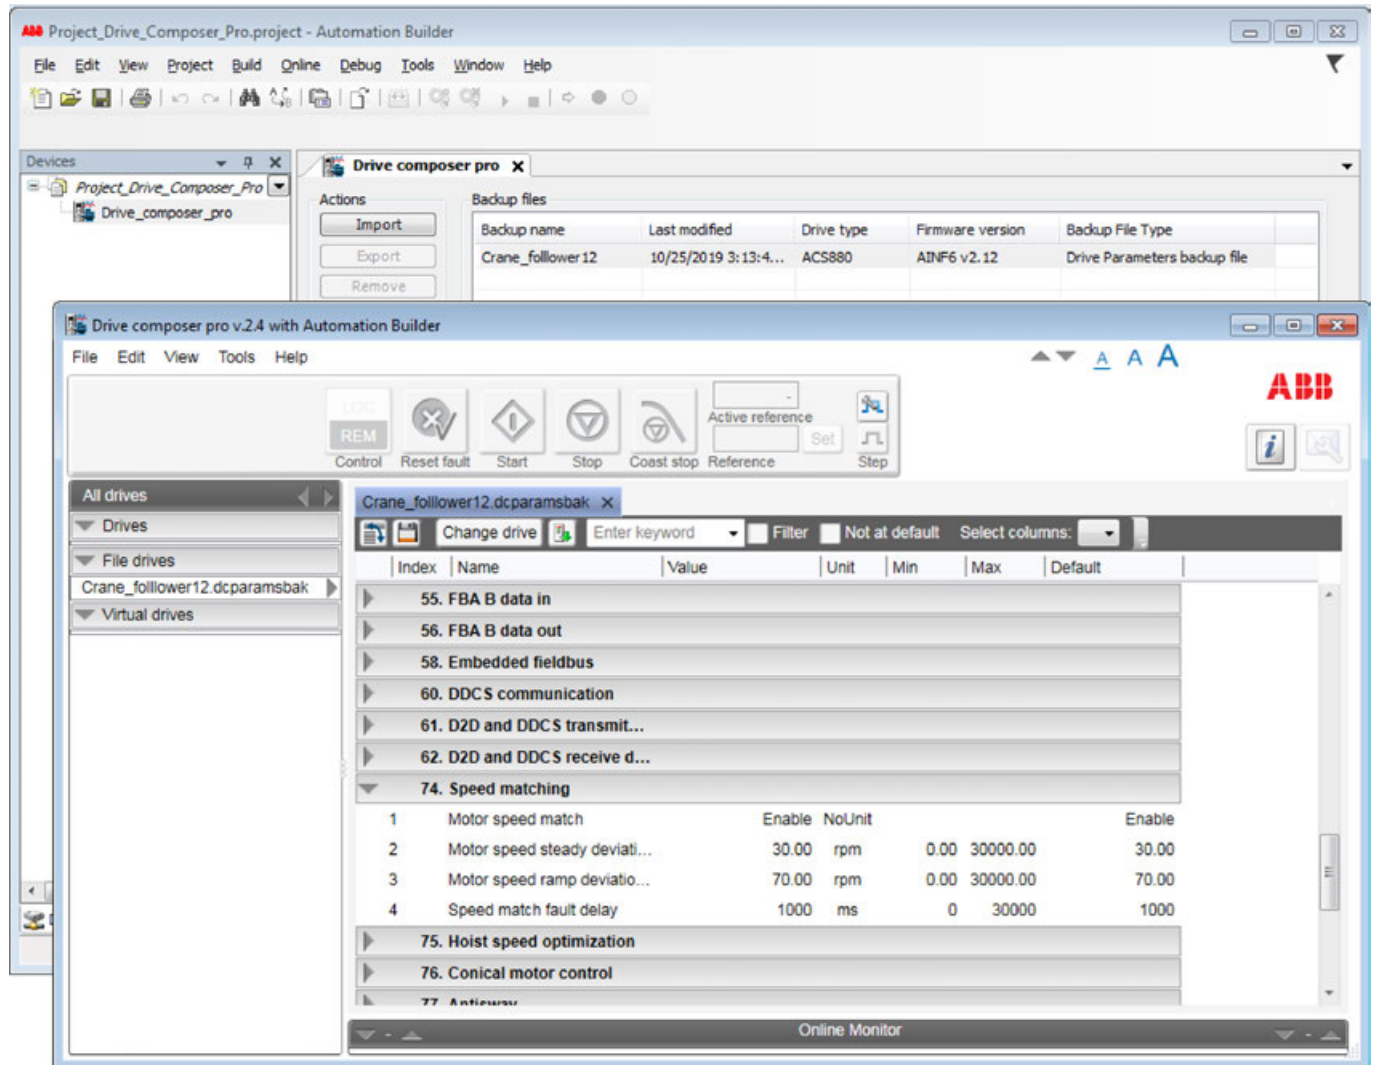 ABB Project_Drive_Composer_Pro.project - Automation Builder
File Edit View Project Build Online Debug Tools Window Help
Devices
Drive composer pro
Project_Drive_Composer_Pro
Drive_composer_pro
Actions
Backup files
Import
Export
Remove
Backup name Last modified Drive type Firmware version Backup File Type
Crane_folllower12 10/25/2019 3:13:4... ACS880 AINF6 v2.12 Drive Parameters backup file
Drive composer pro v.2.4 with Automation Builder
File Edit View Tools Help
A A A
ABB
LOC
REM
Control Reset fault Start Stop Coast stop
-
Active reference
Set
Reference
Step
i
All drives
Drives
File drives
Crane_folllower12.dcparamsbak
Virtual drives
Crane_folllower12.dcparamsbak
Change drive Enter keyword Filter Not at default Select columns:
Index Name Value Unit Min Max Default
55. FBA B data in
56. FBA B data out
58. Embedded fieldbus
60. DDCS communication
61. D2D and DDCS transmit...
62. D2D and DDCS receive d...
74. Speed matching
1 Motor speed match Enable NoUnit Enable
2 Motor speed steady deviati... 30.00 rpm 0.00 30000.00 30.00
3 Motor speed ramp deviatio... 70.00 rpm 0.00 30000.00 70.00
4 Speed match fault delay 1000 ms 0 30000 1000
75. Hoist speed optimization
76. Conical motor control
77. Antisway
Online Monitor